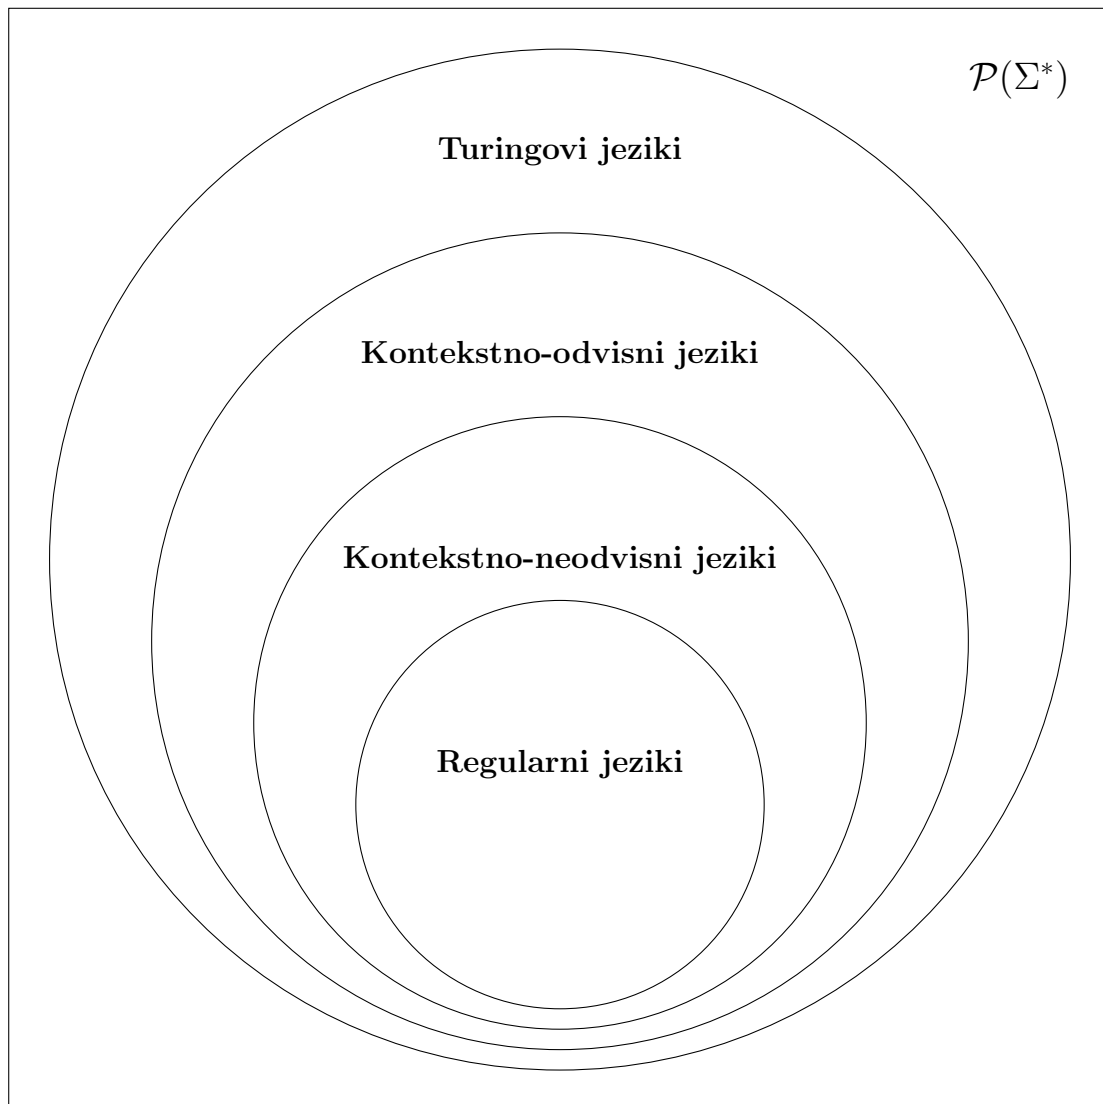 𝒫(Σ*)
Turingovi jeziki
Kontekstno-odvisni jeziki
Kontekstno-neodvisni jeziki
Regularni jeziki